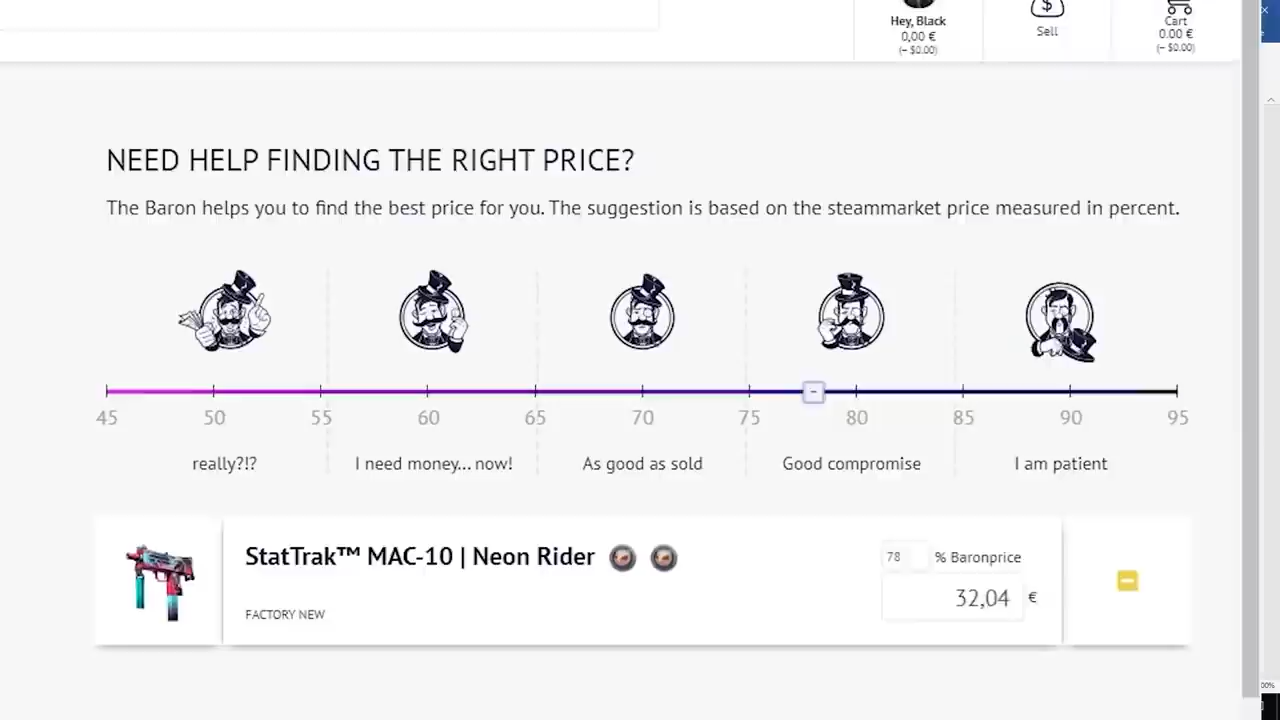 Hey, Black
0,00 €
(~ $0.00)
Sell
Cart
0.00 €
(~ $0.00)
NEED HELP FINDING THE RIGHT PRICE?
The Baron helps you to find the best price for you. The suggestion is based on the steammarket price measured in percent.
45 50 55 60 65 70 75 80 85 90 95
really?!?
I need money... now!
As good as sold
Good compromise
I am patient
StatTrak™ MAC-10 | Neon Rider
FACTORY NEW
78 % Baronprice
32,04 €
00%